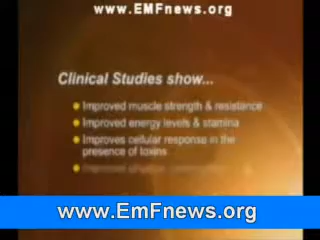 www.EMFnews.org
Clinical Studies show...
Improved muscle strength & resistance
Improved energy levels & stamina
Improves cellular response in the
presence of toxins
www.EmFnews.org